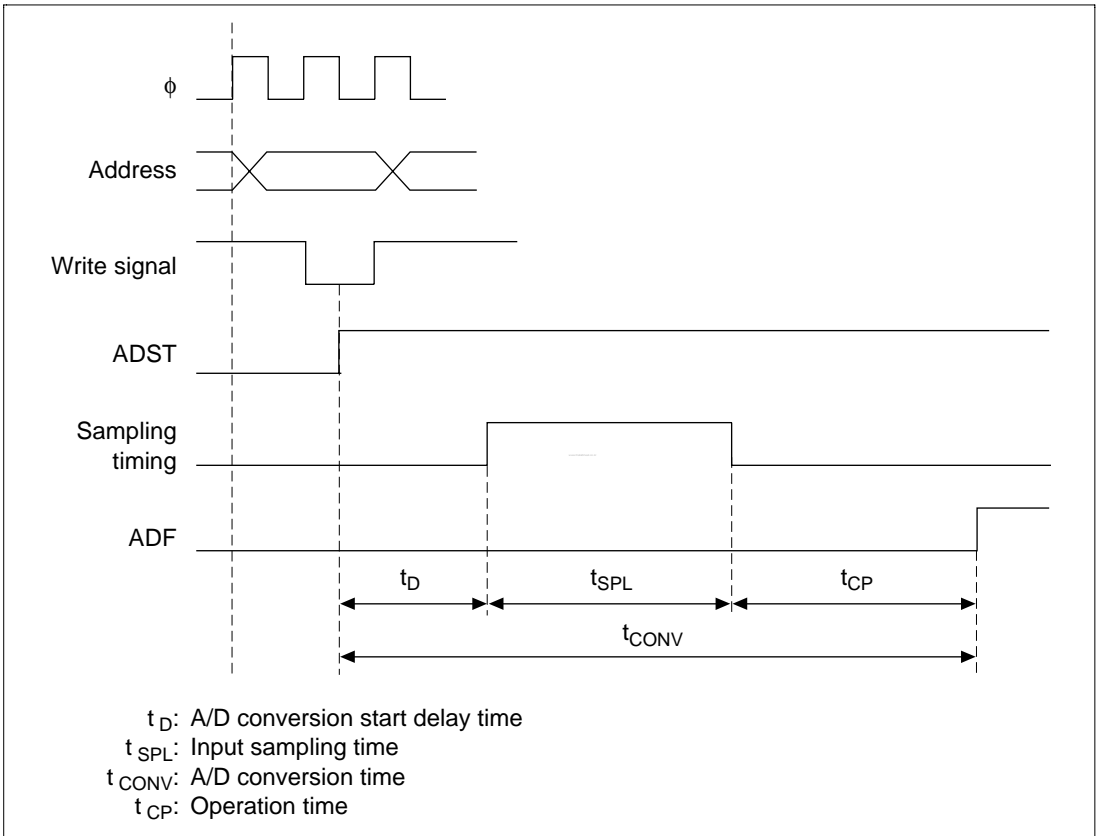 ϕ
Address
Write signal
ADST
Sampling
timing
ADF
tD
tSPL
tCP
tCONV
tD: A/D conversion start delay time
tSPL: Input sampling time
tCONV: A/D conversion time
tCP: Operation time